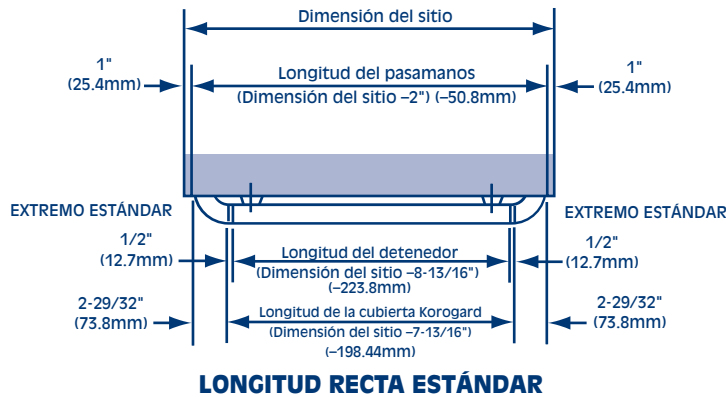 Dimensión del sitio
1"
(25.4mm)
Longitud del pasamanos
(Dimensión del sitio –2") (–50.8mm)
1"
(25.4mm)
EXTREMO ESTÁNDAR
EXTREMO ESTÁNDAR
1/2"
(12.7mm)
Longitud del detenedor
(Dimensión del sitio –8-13/16")
(–223.8mm)
1/2"
(12.7mm)
2-29/32"
(73.8mm)
Longitud de la cubierta Korogard
(Dimensión del sitio –7-13/16")
(–198.44mm)
2-29/32"
(73.8mm)
LONGITUD RECTA ESTÁNDAR